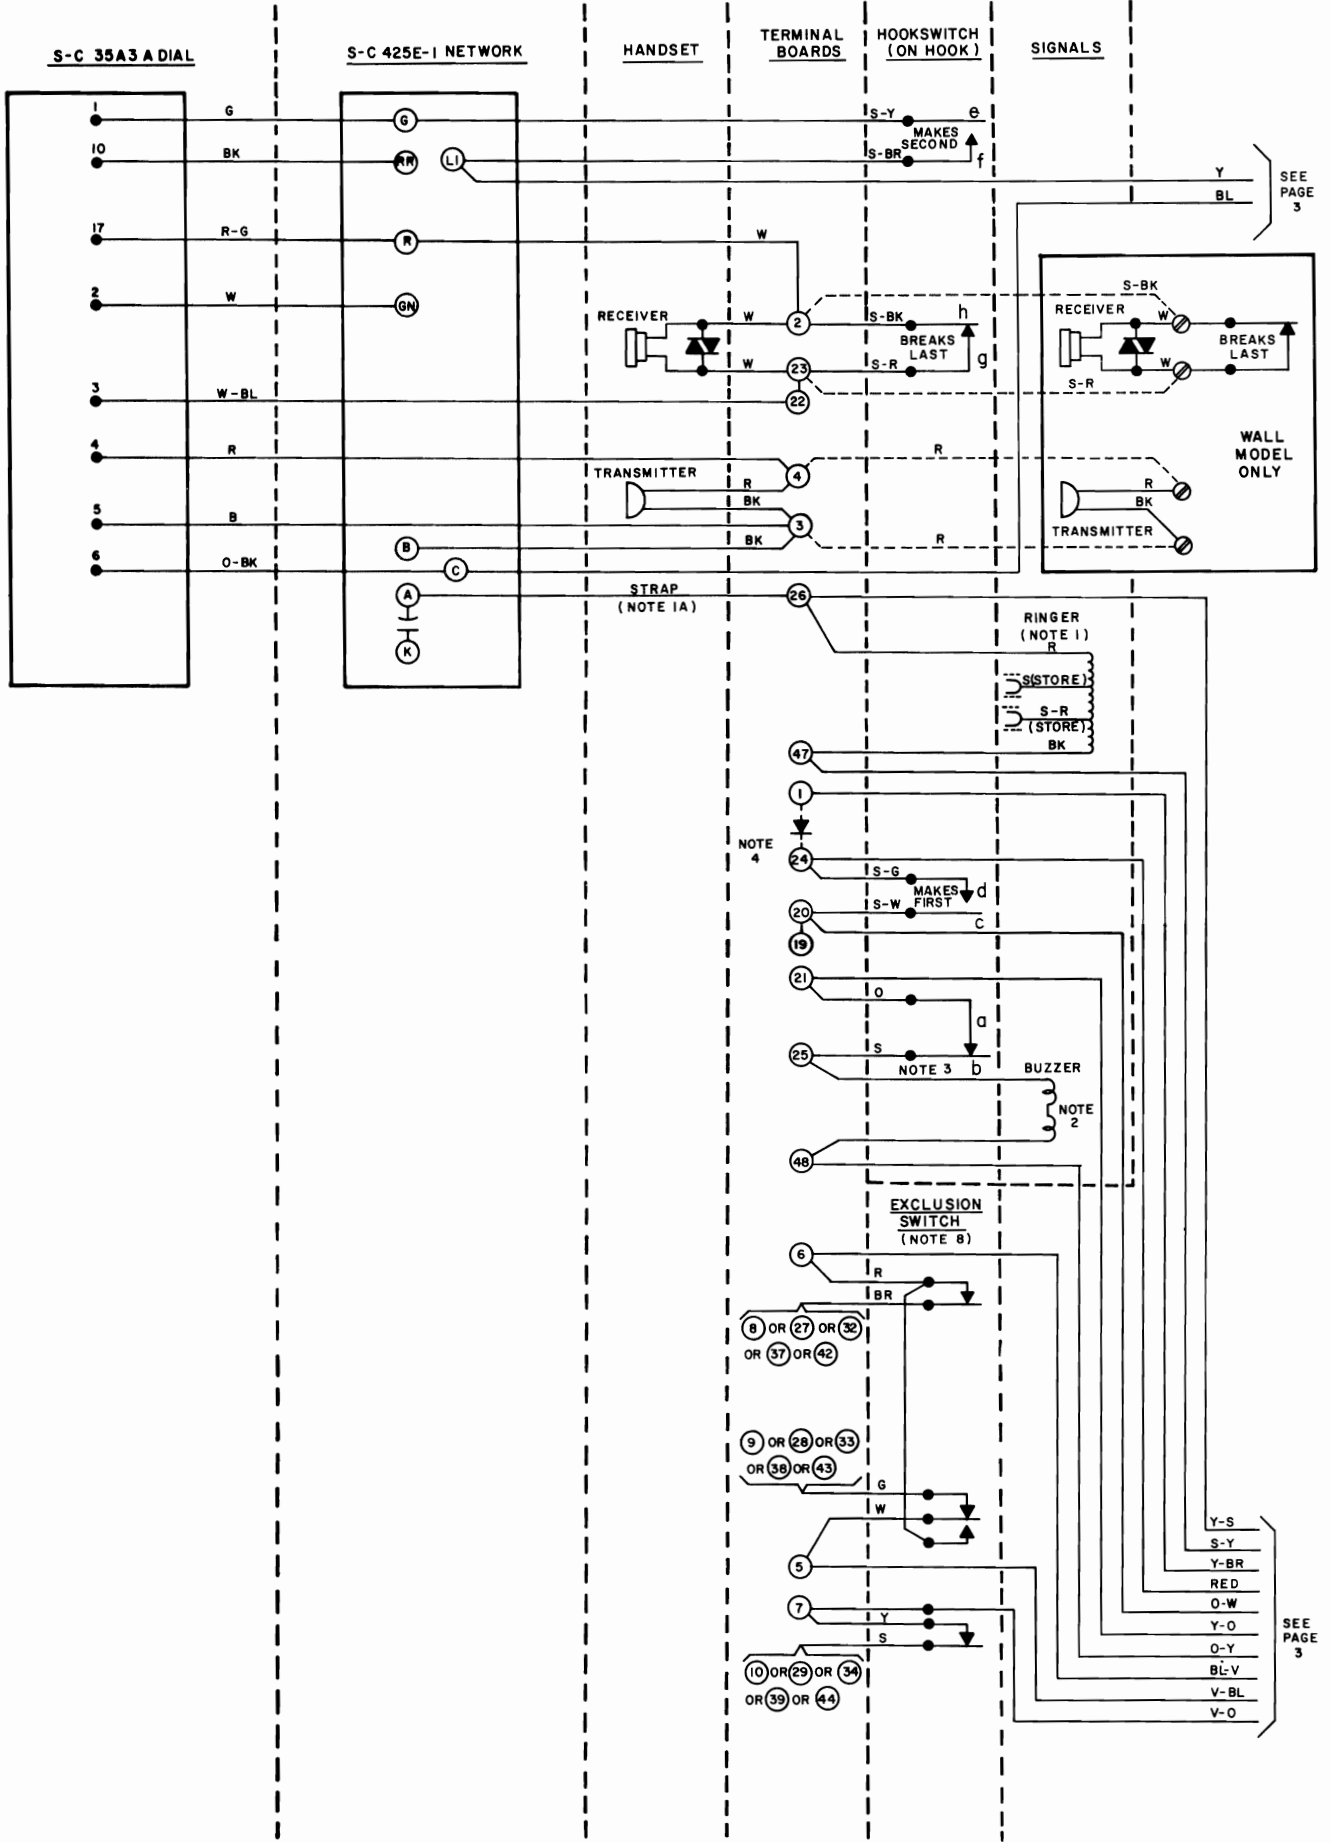 S-C 35A3 A DIAL
S-C 425E-1 NETWORK
HANDSET
TERMINAL
BOARDS
HOOKSWITCH
(ON HOOK)
SIGNALS
1
G
G
S-Y
e
MAKES
SECOND
10
BK
RR
L1
S-BR
f
Y
BL
SEE
PAGE
3
17
R-G
R
W
2
W
GN
RECEIVER
W
2
S-BK
h
BREAKS
LAST
W
23
S-R
g
22
S-BK
RECEIVER
W
BREAKS
LAST
W
S-R
3
W-BL
4
R
TRANSMITTER
R
BK
4
R
WALL
MODEL
ONLY
R
BK
TRANSMITTER
5
B
3
B
BK
R
6
O-BK
C
A
STRAP
(NOTE 1A)
26
K
RINGER
(NOTE 1)
R
S(STORE)
S-R
(STORE)
BK
47
1
NOTE
4
24
S-G
MAKES
FIRST
d
20
S-W
c
19
21
O
a
25
S
NOTE 3
b
BUZZER
NOTE
2
48
EXCLUSION
SWITCH
(NOTE 8)
6
R
BR
8 OR 27 OR 32
OR 37 OR 42
9 OR 28 OR 33
OR 38 OR 43
G
W
5
7
Y
S
10 OR 29 OR 34
OR 39 OR 44
Y-S
S-Y
Y-BR
RED
O-W
Y-O
O-Y
BL-V
V-BL
V-O
SEE
PAGE
3